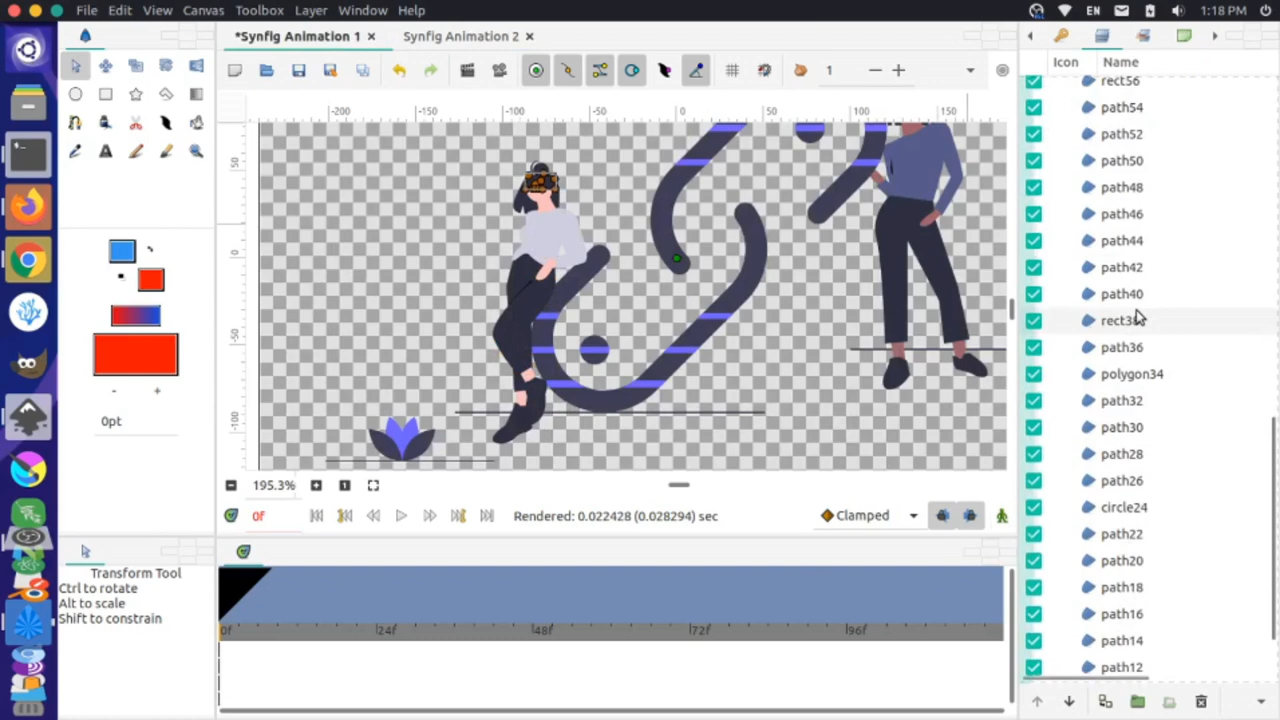 File Edit View Canvas Toolbox Layer Window Help EN 1:18 PM
*Synfig Animation 1 Synfig Animation 2
1
Icon Name
-200 -150 -100 -50 0 50 100 150
50
0
-50
-100
rect56
path54
path52
path50
path48
path46
path44
path42
path40
path36
polygon34
path32
path30
path28
path26
circle24
path22
path20
path18
path16
path14
path12
- +
0pt
195.3%
0f Rendered: 0.022428 (0.028294) sec Clamped
Transform Tool
Ctrl to rotate
Alt to scale
Shift to constrain
0f 24f 48f 72f 96f